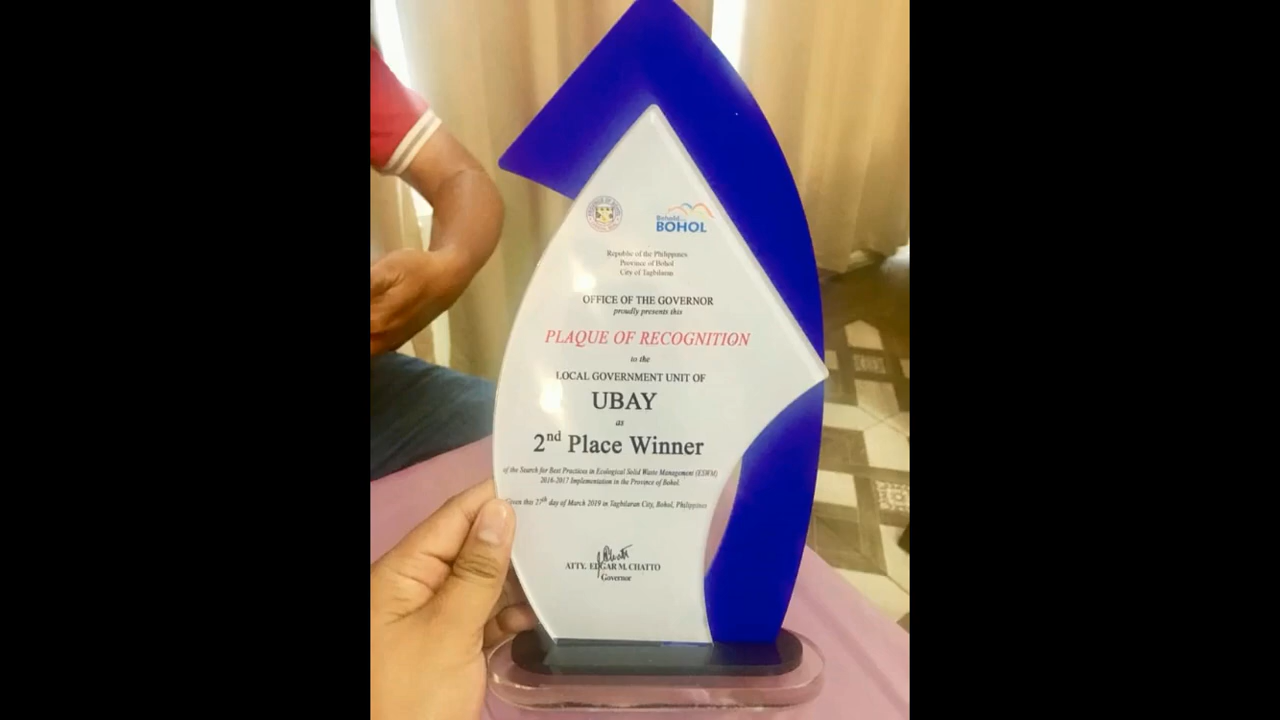 Behold
BOHOL
Republic of the Philippines
Province of Bohol
City of Tagbilaran
OFFICE OF THE GOVERNOR
proudly presents this
PLAQUE OF RECOGNITION
to the
LOCAL GOVERNMENT UNIT OF
UBAY
as
2nd Place Winner
of the Search for Best Practices in Ecological Solid Waste Management (ESWM)
2016-2017 Implementation in the Province of Bohol.
Given this 27th day of March 2019 in Tagbilaran City, Bohol, Philippines
ATTY. EDGAR M. CHATTO
Governor